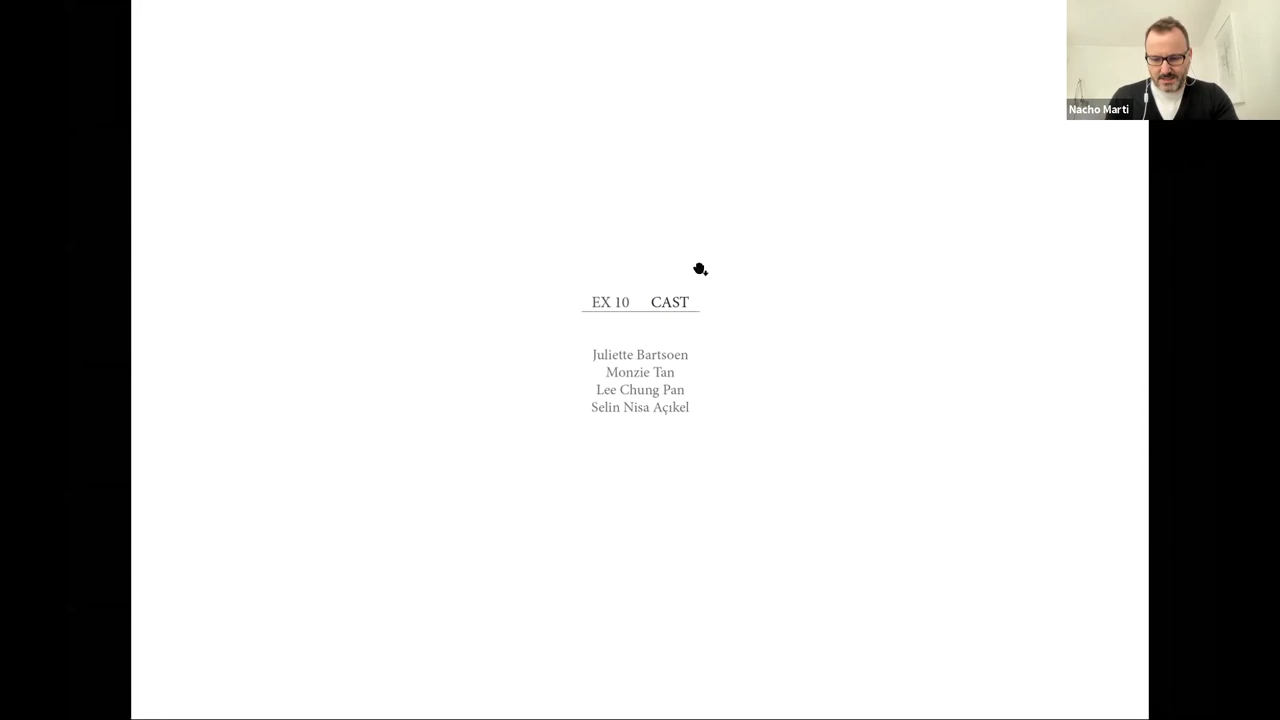 Nacho Marti
EX 10 CAST
Juliette Bartsoen
Monzie Tan
Lee Chung Pan
Selin Nisa Açıkel